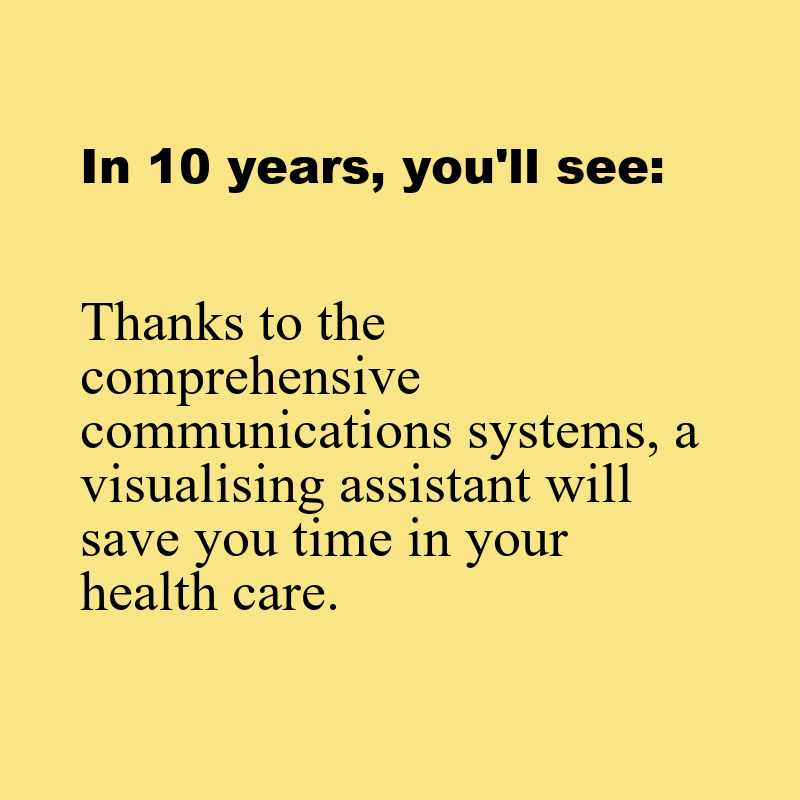 In 10 years, you'll see:
Thanks to the
comprehensive
communications systems, a
visualising assistant will
save you time in your
health care.